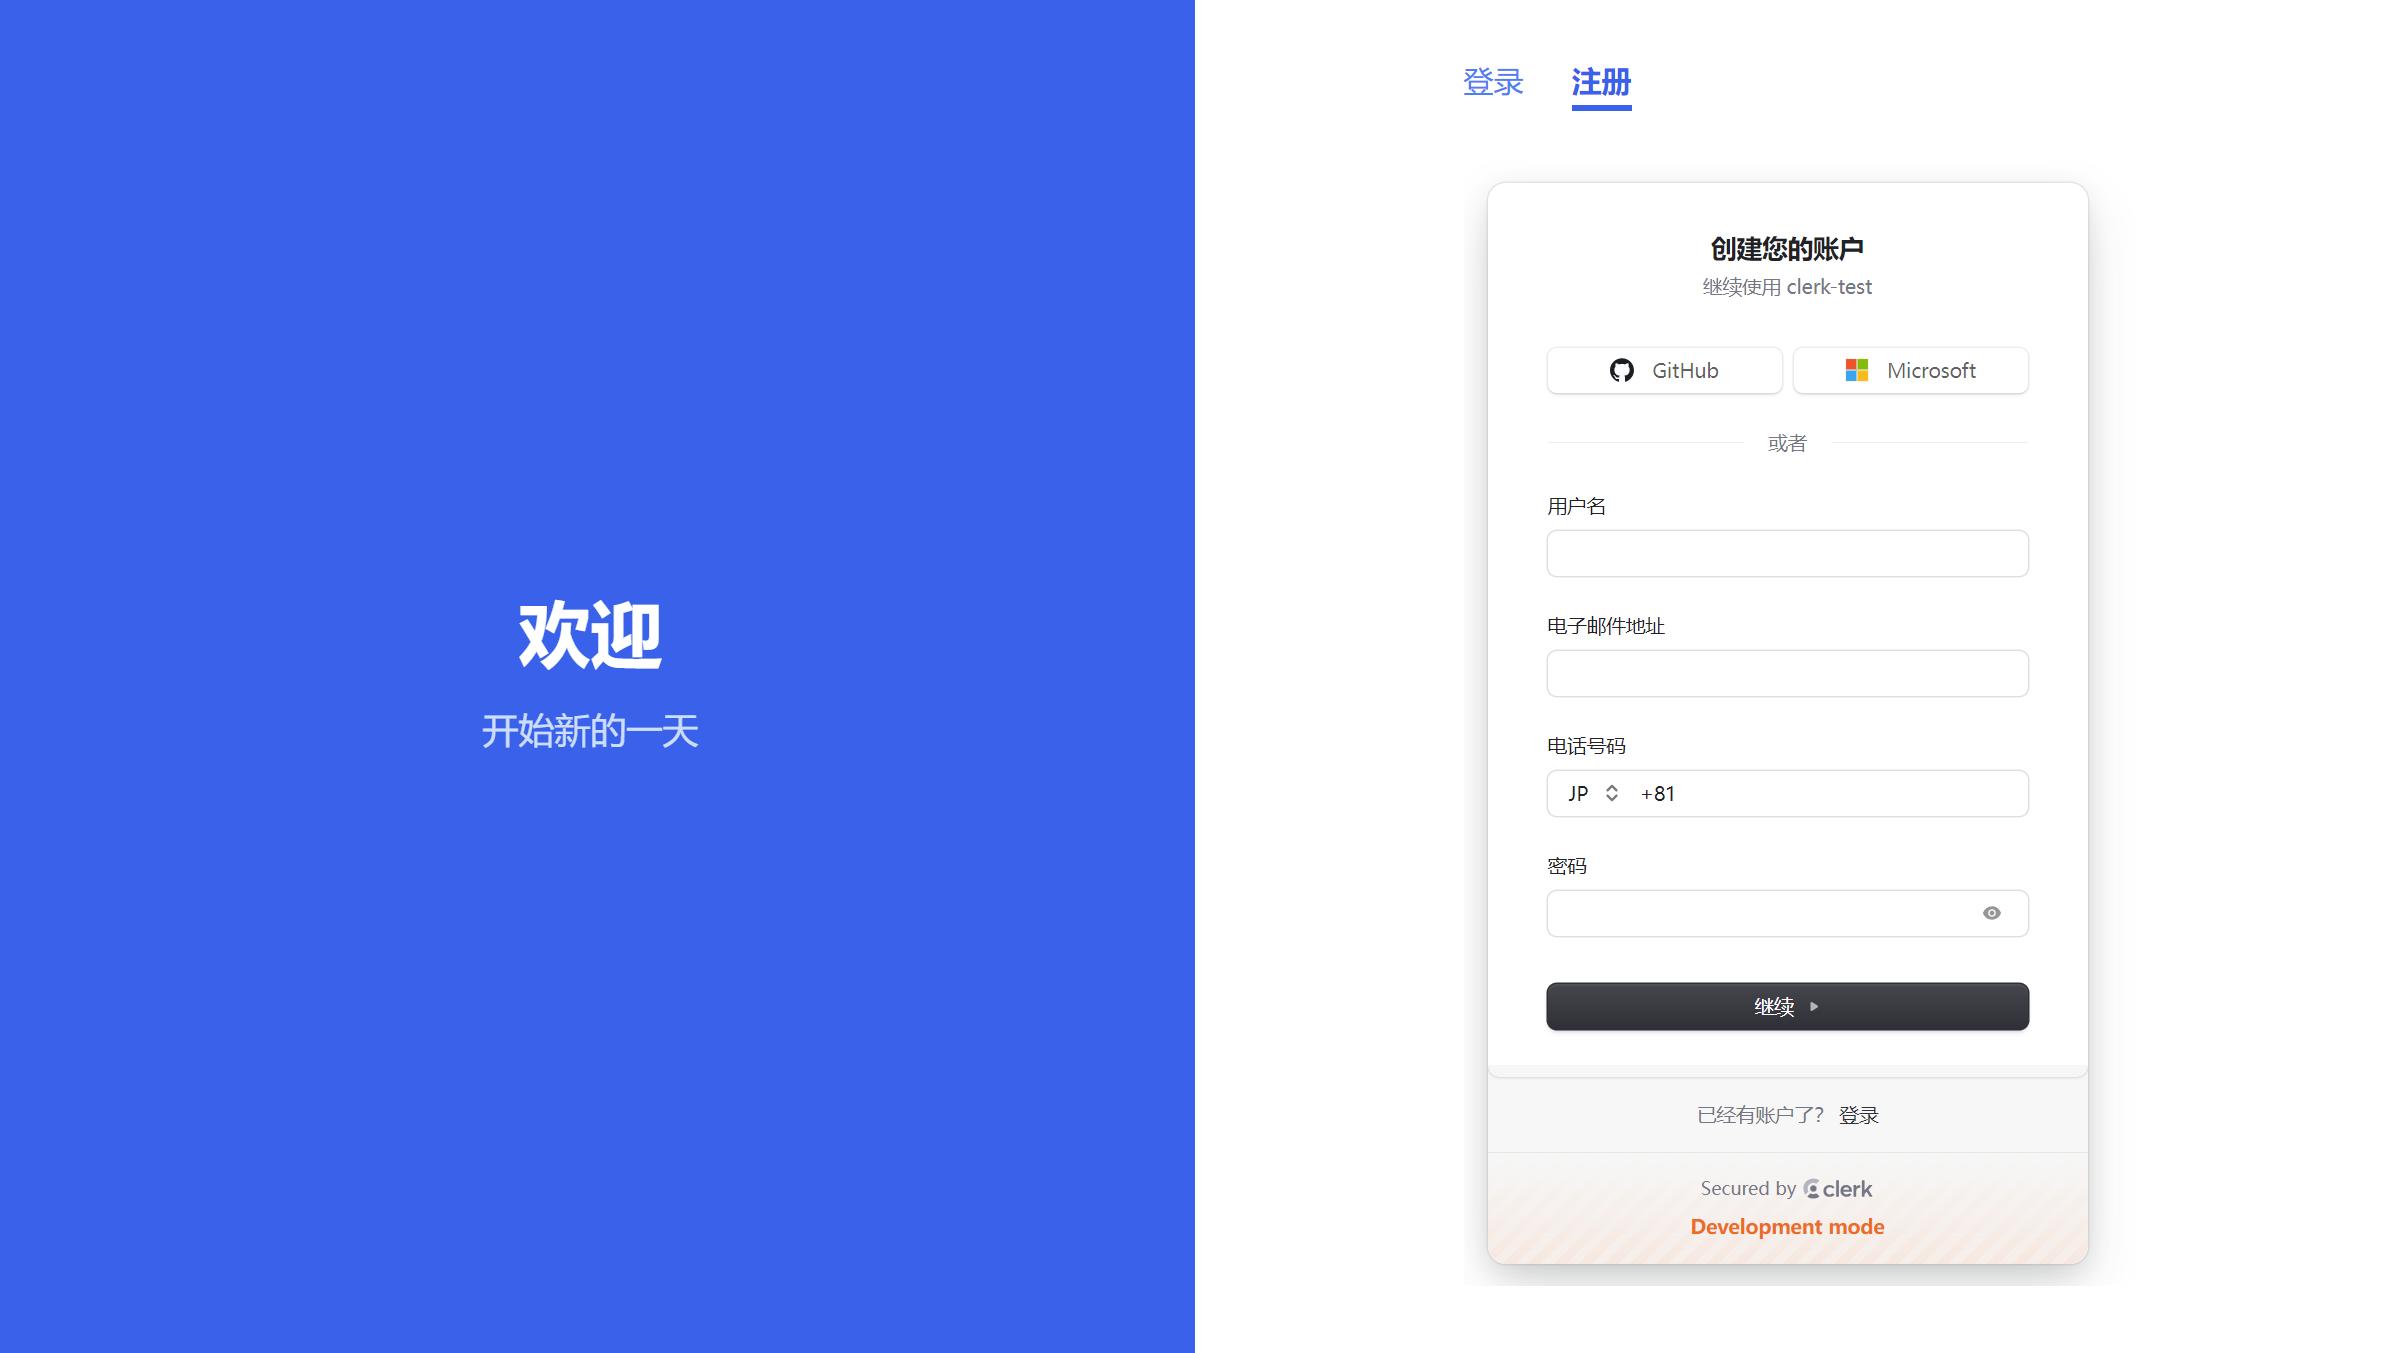 欢迎
开始新的一天
登录 注册
创建您的账户
继续使用 clerk-test
GitHub Microsoft
或者
用户名
电子邮件地址
电话号码
JP +81
密码
继续
已经有账户了？ 登录
Secured by clerk
Development mode